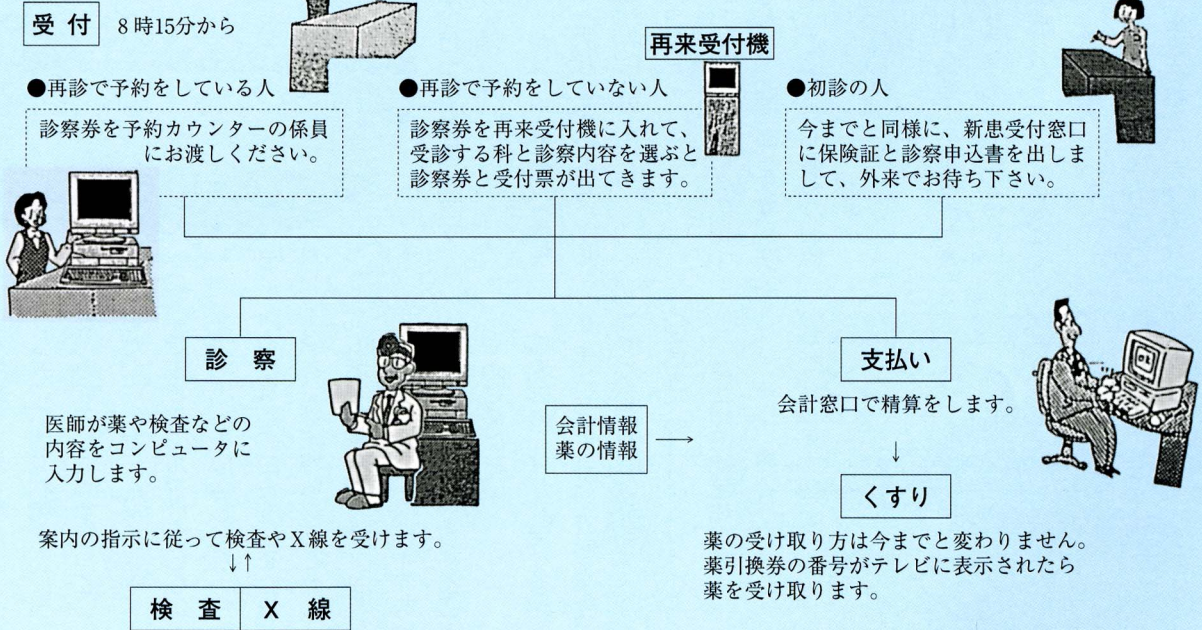 受付 8時15分から
再来受付機
●再診で予約をしている人
診察券を予約カウンターの係員
にお渡しください。
●再診で予約をしていない人
診察券を再来受付機に入れて、
受診する科と診察内容を選ぶと
診察券と受付票が出てきます。
●初診の人
今までと同様に、新患受付窓口
に保険証と診察申込書を出しま
して、外来でお待ち下さい。
診 察
医師が薬や検査などの
内容をコンピュータに
入力します。
案内の指示に従って検査やX線を受けます。
↓↑
検 査 X 線
会計情報 →
薬の情報
支払い
会計窓口で精算をします。
↓
くすり
薬の受け取り方は今までと変わりません。
薬引換券の番号がテレビに表示されたら
薬を受け取ります。